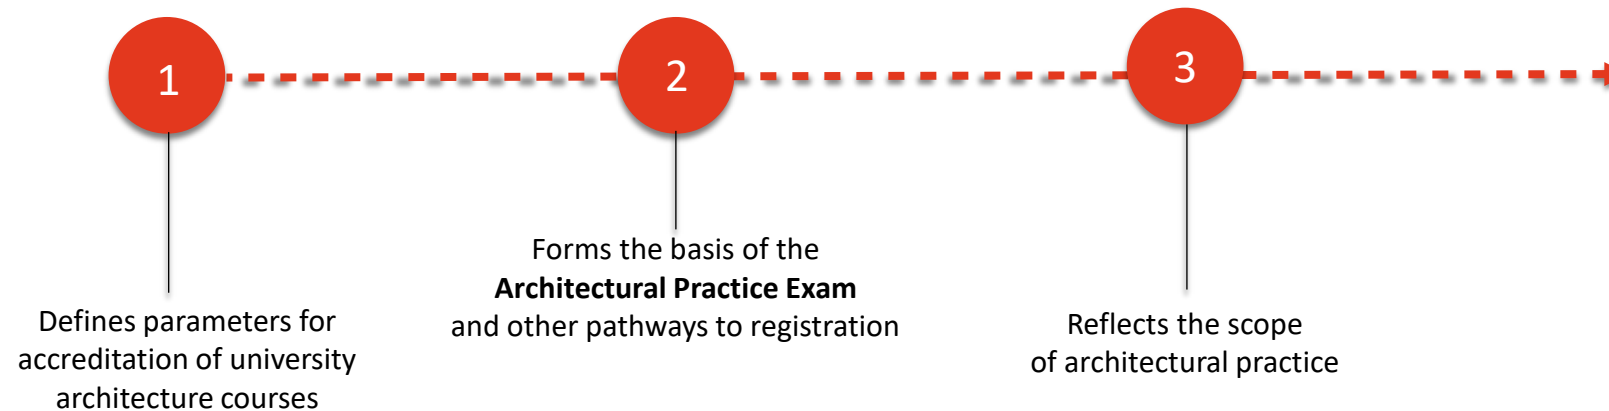 1
Defines parameters for
accreditation of university
architecture courses
2
Forms the basis of the
Architectural Practice Exam
and other pathways to registration
3
Reflects the scope
of architectural practice